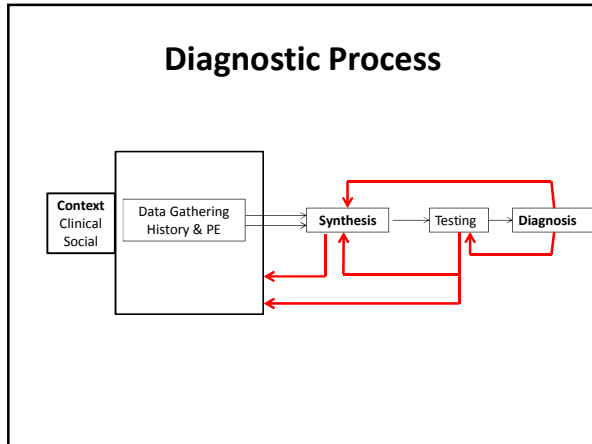 Diagnostic Process
Context
Clinical
Social
Data Gathering
History & PE
Synthesis
Testing
Diagnosis